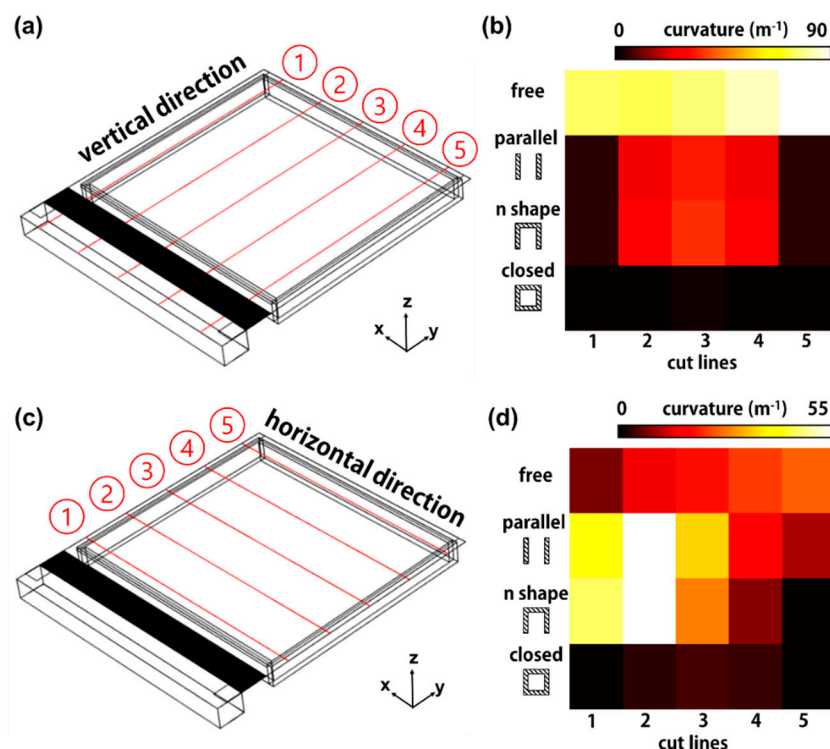 (a)
vertical direction
1
2
3
4
5
z
x
y
(b)
0 curvature (m⁻¹) 90
free
parallel
n shape
closed
1 2 3 4 5
cut lines
(c)
horizontal direction
5
4
3
2
1
z
x
y
(d)
0 curvature (m⁻¹) 55
free
parallel
n shape
closed
1 2 3 4 5
cut lines